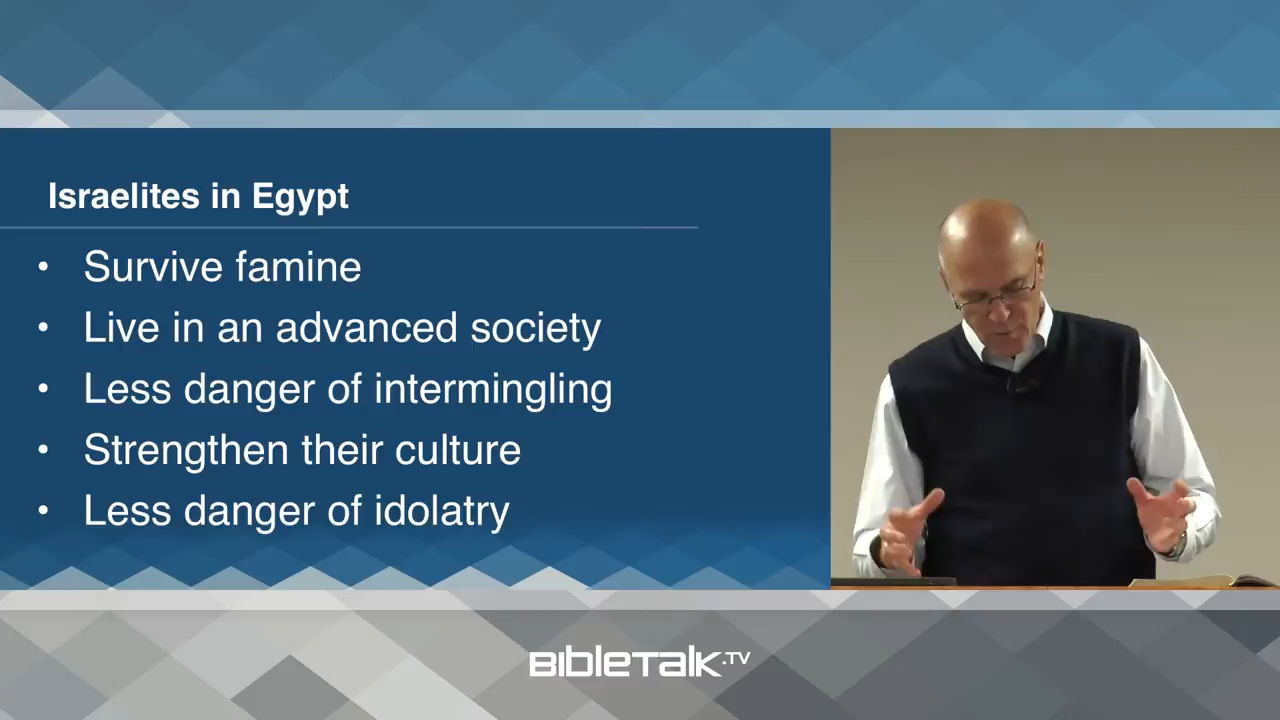 Israelites in Egypt
• Survive famine
• Live in an advanced society
• Less danger of intermingling
• Strengthen their culture
• Less danger of idolatry
BIBLETALK.TV